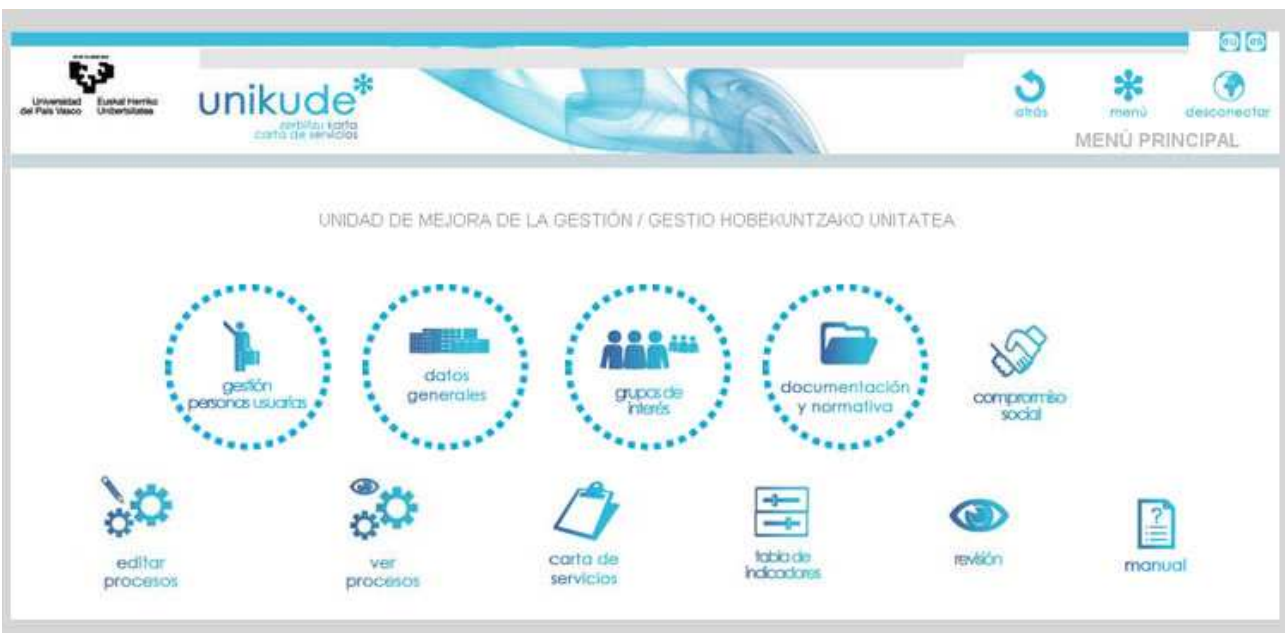 eu es
Universidad Euskal Herriko
del País Vasco Unibertsitatea
unikude*
zerbitzu karta
carta de servicios
atrás menú desconectar
MENÚ PRINCIPAL
UNIDAD DE MEJORA DE LA GESTIÓN / GESTIO HOBEKUNTZAKO UNITATEA
gestión
personas usuarias
datos
generales
grupos de
interés
documentación
y normativa
compromiso
social
editar
procesos
ver
procesos
carta de
servicios
tabla de
indicadores
revisión
manual